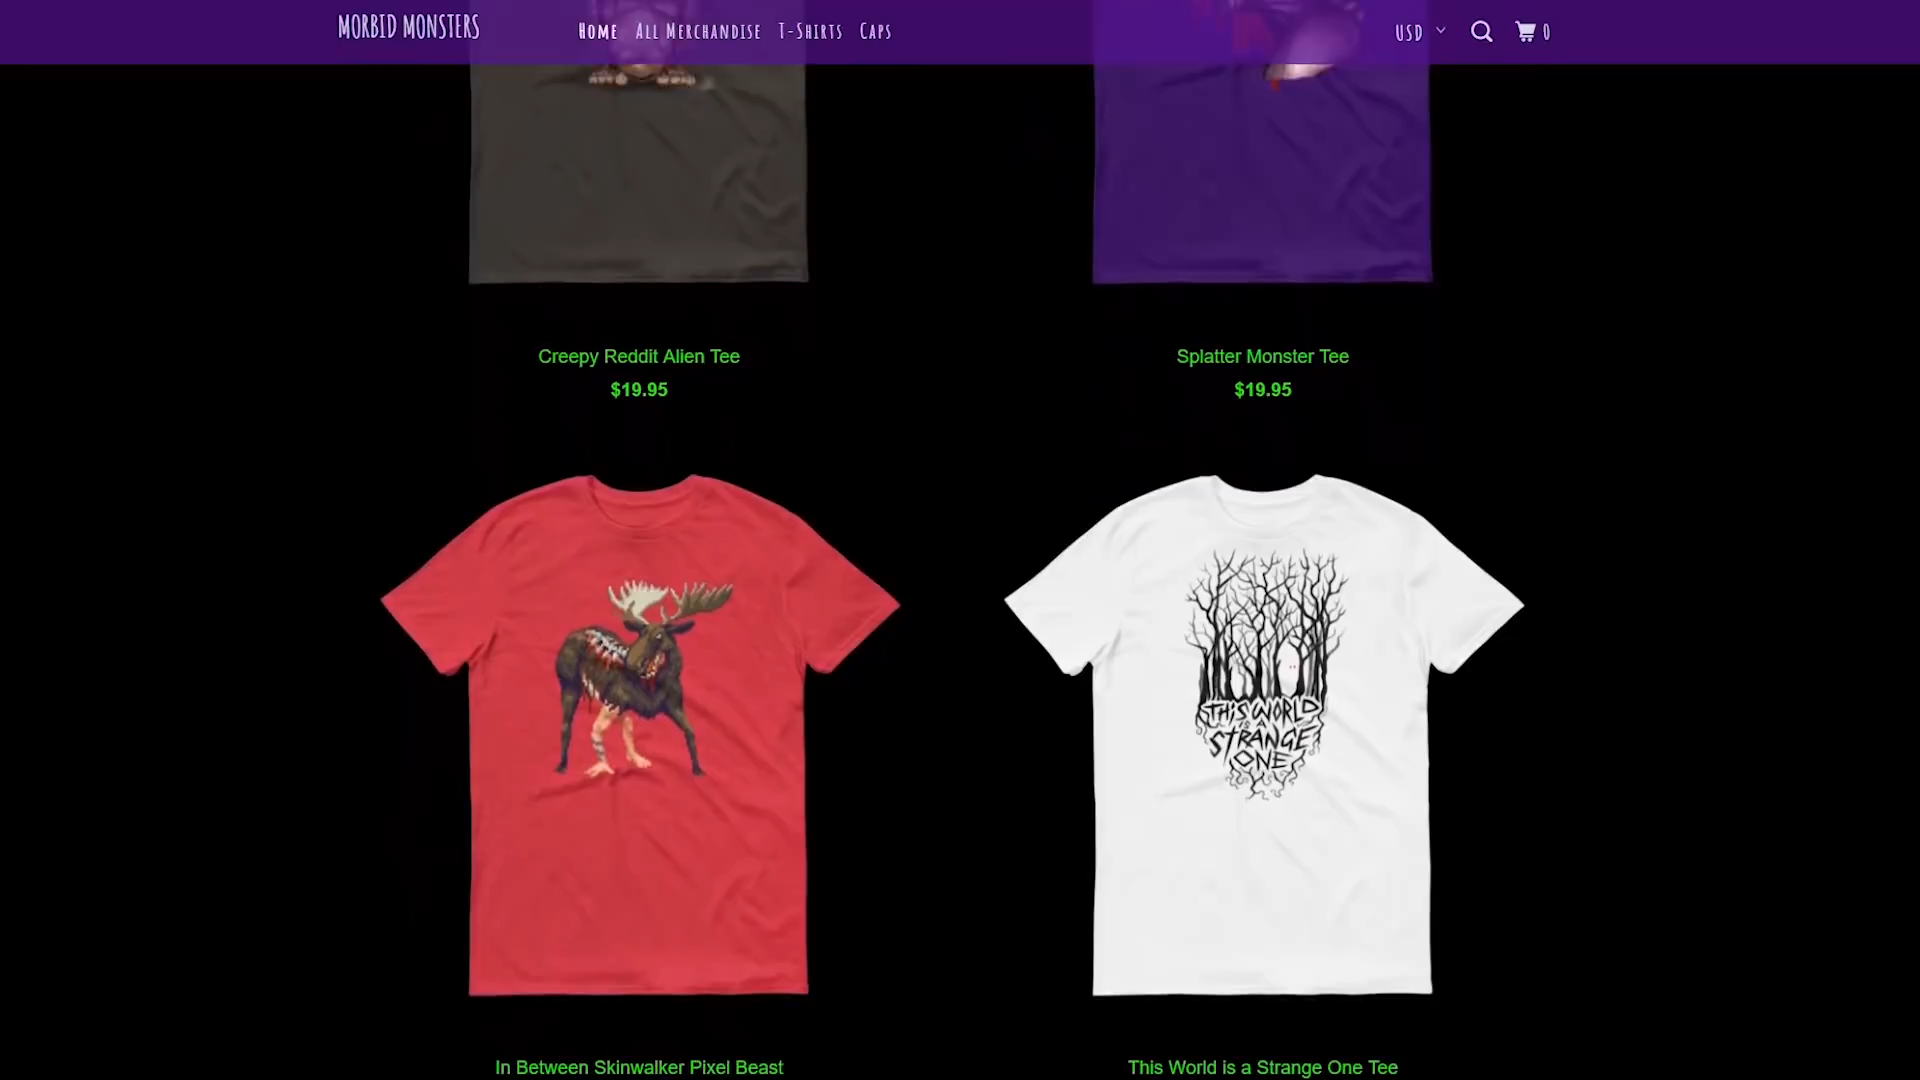 MORBID MONSTERS
Home All Merchandise T-Shirts Caps
USD 0
Creepy Reddit Alien Tee
$19.95
Splatter Monster Tee
$19.95
THIS WORLD
IS A
STRANGE
ONE
In Between Skinwalker Pixel Beast
This World is a Strange One Tee